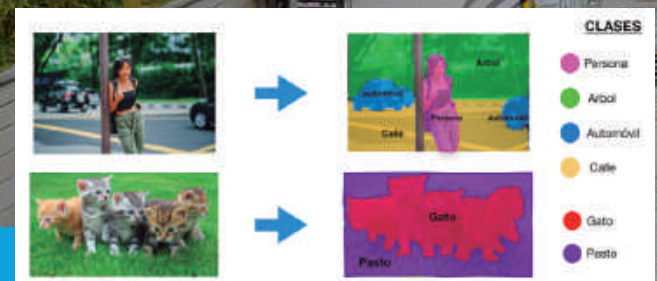 CLASES
Persona
Arbol
Automóvil
Calle
Gato
Pasto
Arbol
Automóvil
Persona
Automóvil
Calle
Gato
Pasto